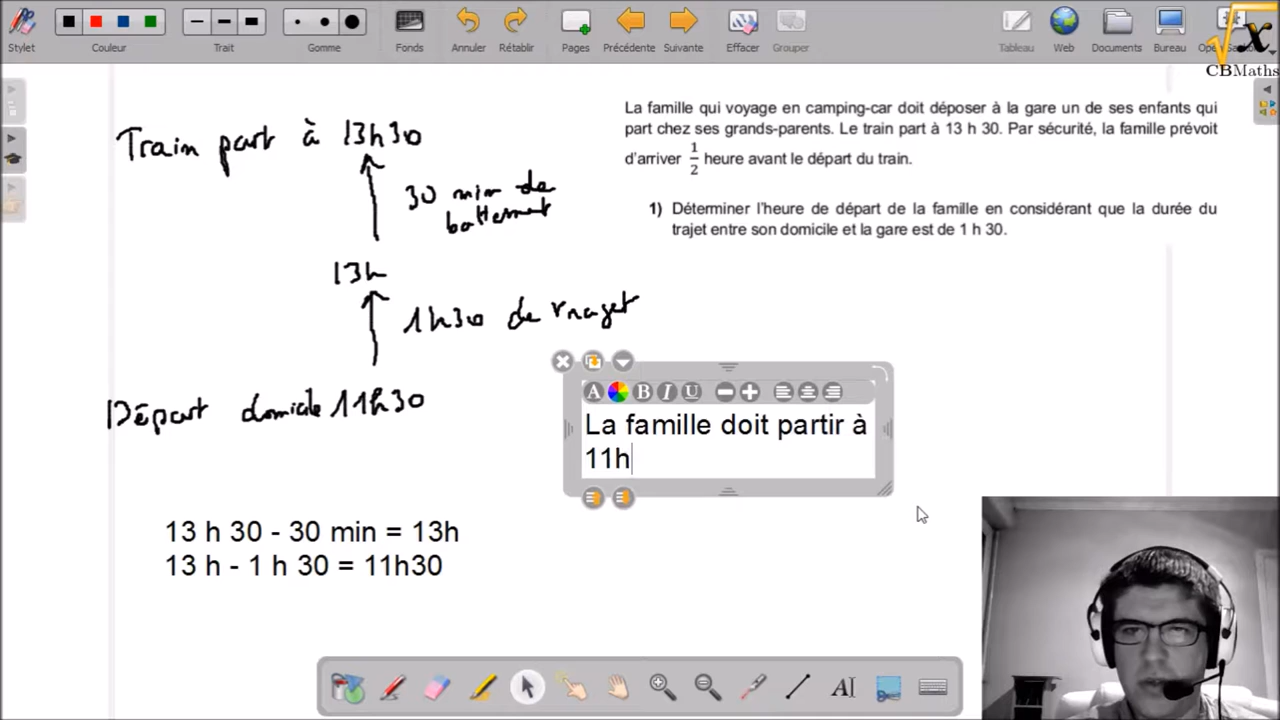 Stylet
Couleur
Trait
Gomme
Fonds
Annuler
Rétablir
Pages
Précédente
Suivante
Effacer
Grouper
Tableau
Web
Documents
Bureau
√x
CBMaths
Train part à 13h30
30 min de
battement
13h
1h30 de trajet
Départ domicile 11h30
La famille qui voyage en camping-car doit déposer à la gare un de ses enfants qui
part chez ses grands-parents. Le train part à 13 h 30. Par sécurité, la famille prévoit
d'arriver 1/2 heure avant le départ du train.
1) Déterminer l'heure de départ de la famille en considérant que la durée du
trajet entre son domicile et la gare est de 1 h 30.
A B I U
La famille doit partir à
11h
13 h 30 - 30 min = 13h
13 h - 1 h 30 = 11h30
AI